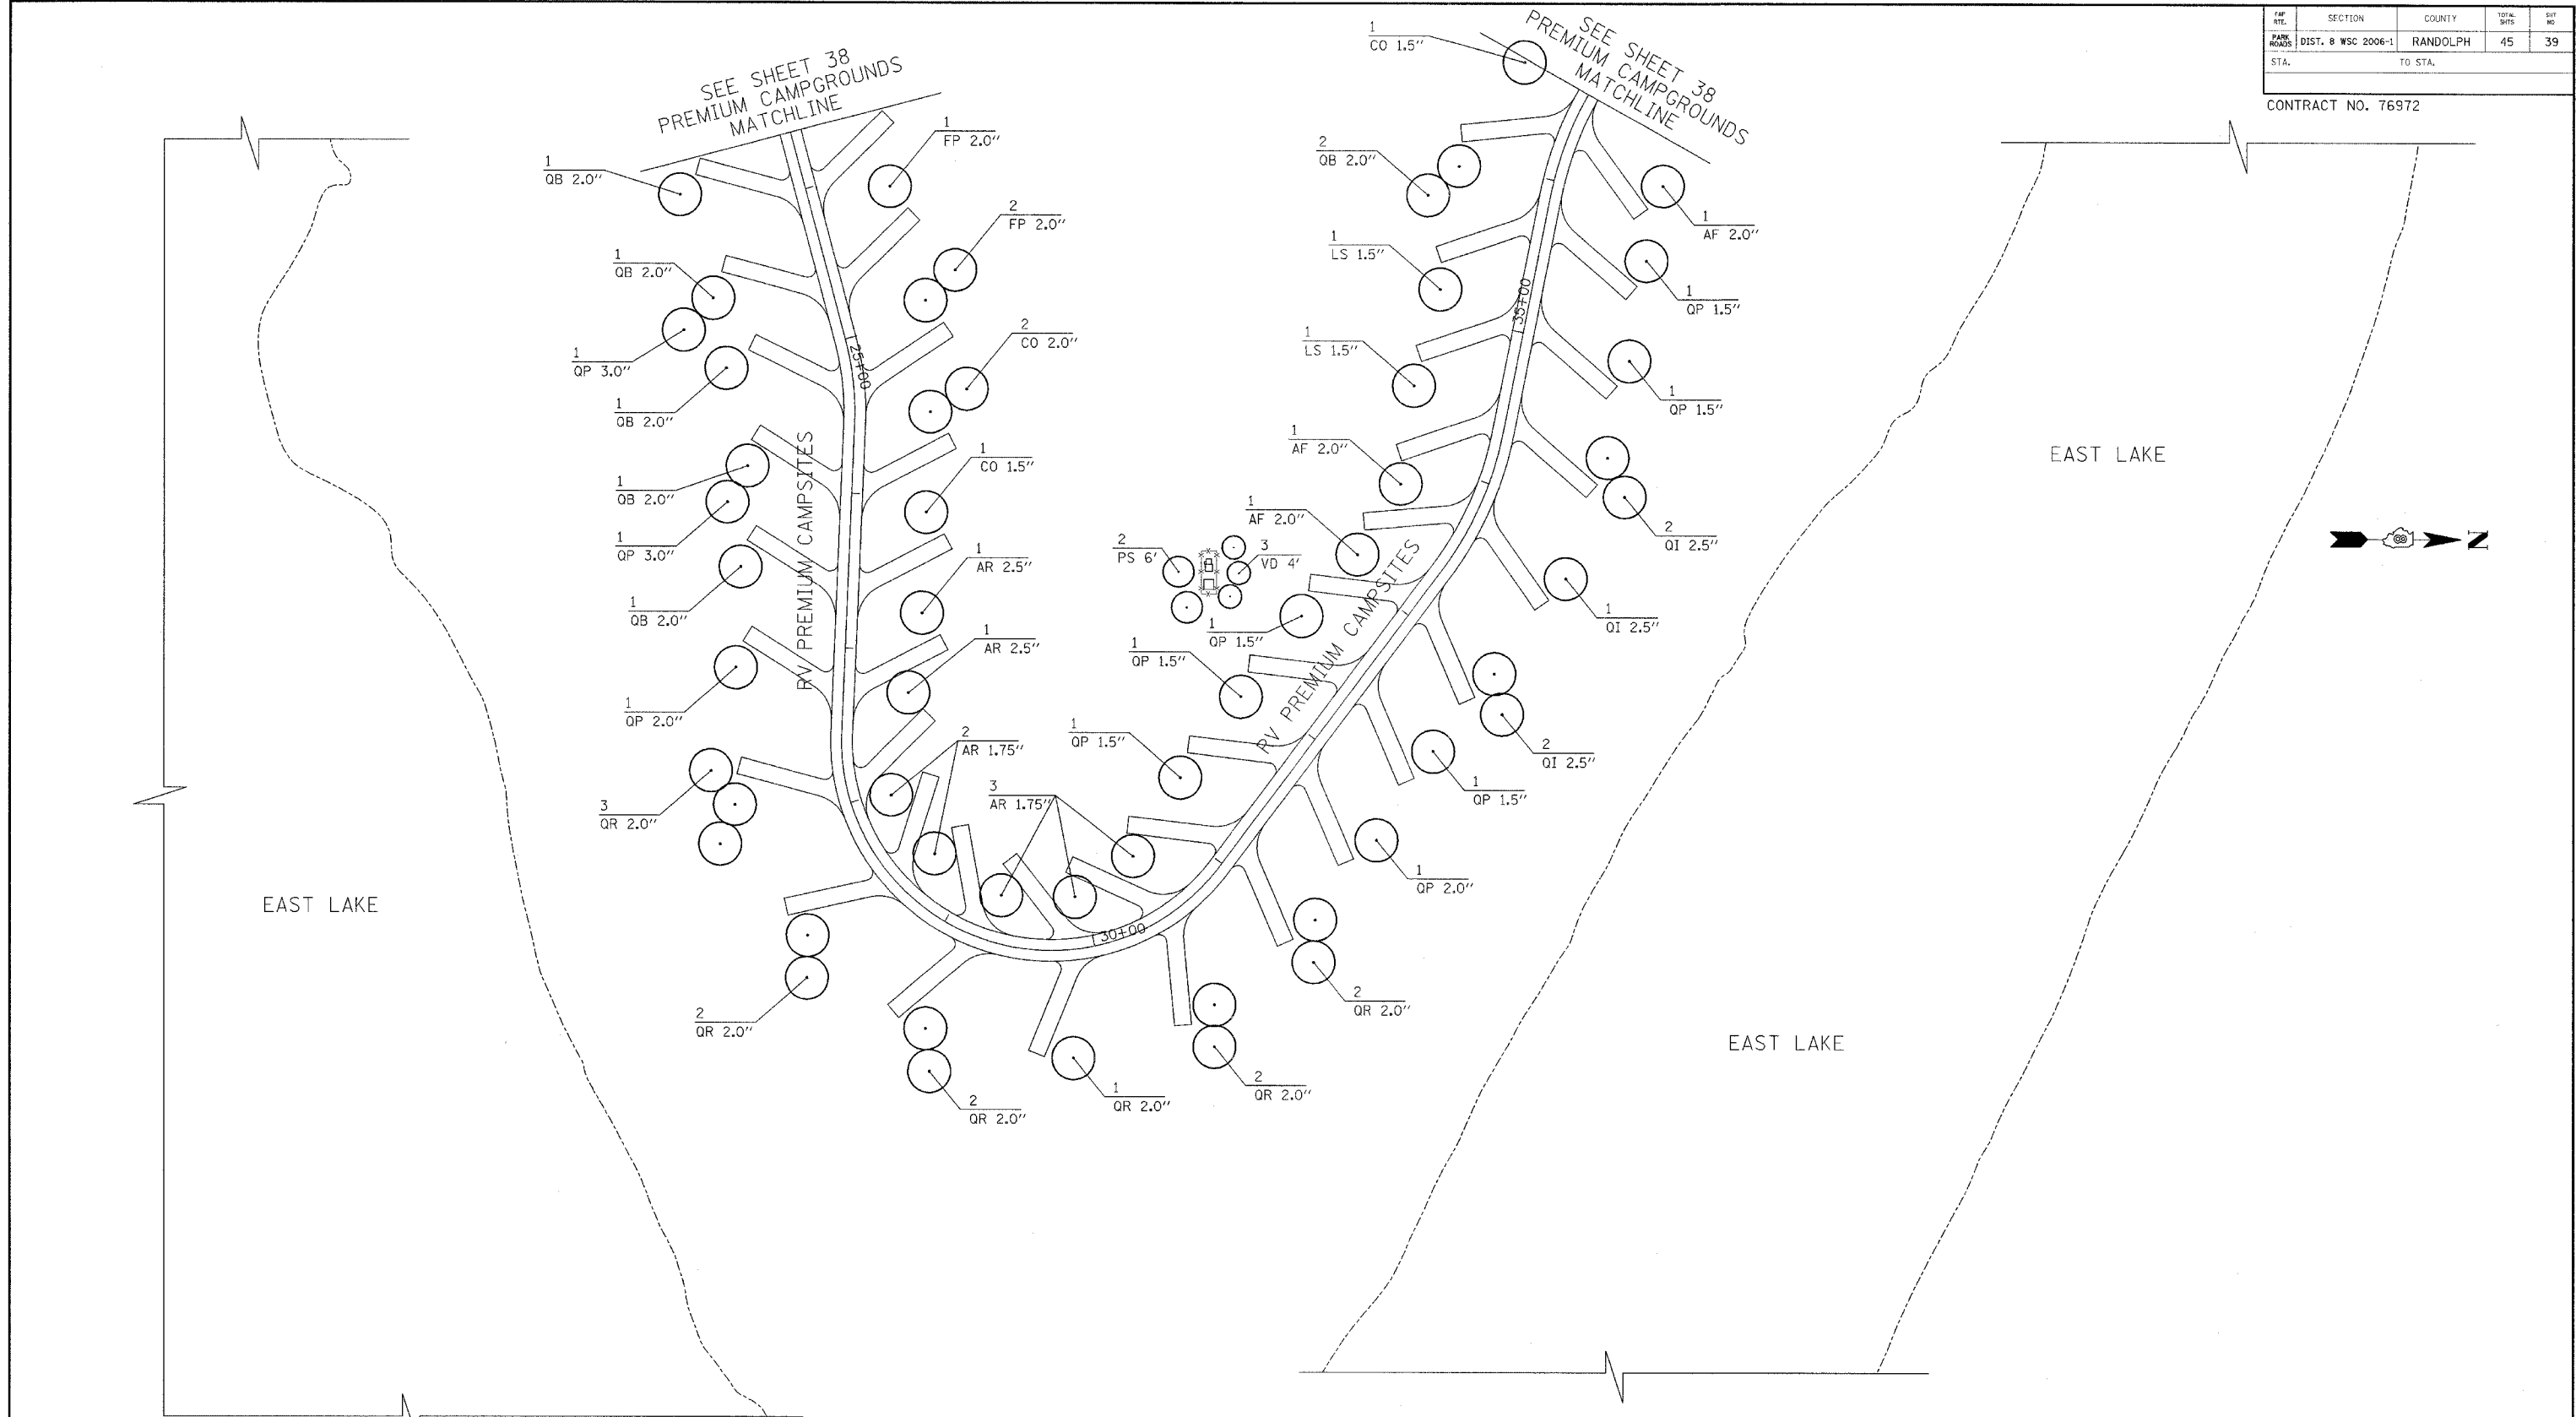 FAP RTE. SECTION COUNTY TOTAL SHTS SHT NO
PARK ROADS DIST. 8 WSC 2006-1 RANDOLPH 45 39
STA. TO STA.
CONTRACT NO. 76972
SEE SHEET 38
PREMIUM CAMPGROUNDS
MATCHLINE
SEE SHEET 38
PREMIUM CAMPGROUNDS
MATCHLINE
1
CO 1.5"
1
QB 2.0"
1
FP 2.0"
2
QB 2.0"
1
AF 2.0"
2
FP 2.0"
1
QB 2.0"
1
LS 1.5"
1
QP 1.5"
1
QP 3.0"
2
CO 2.0"
1
LS 1.5"
25+00
35+00
1
QB 2.0"
1
QP 1.5"
1
CO 1.5"
1
AF 2.0"
EAST LAKE
1
QB 2.0"
1
AF 2.0"
2
QI 2.5"
1
QP 3.0"
1
AR 2.5"
2
PS 6'
3
VD 4'
N
RV PREMIUM CAMPSITES
RV PREMIUM CAMPSITES
1
QB 2.0"
1
AR 2.5"
1
QP 1.5"
1
QI 2.5"
1
QP 1.5"
1
QP 2.0"
2
AR 1.75"
1
QP 1.5"
2
QI 2.5"
3
QR 2.0"
3
AR 1.75"
1
QP 1.5"
1
QP 2.0"
EAST LAKE
30+00
2
QR 2.0"
2
QR 2.0"
EAST LAKE
2
QR 2.0"
1
QR 2.0"
2
QR 2.0"